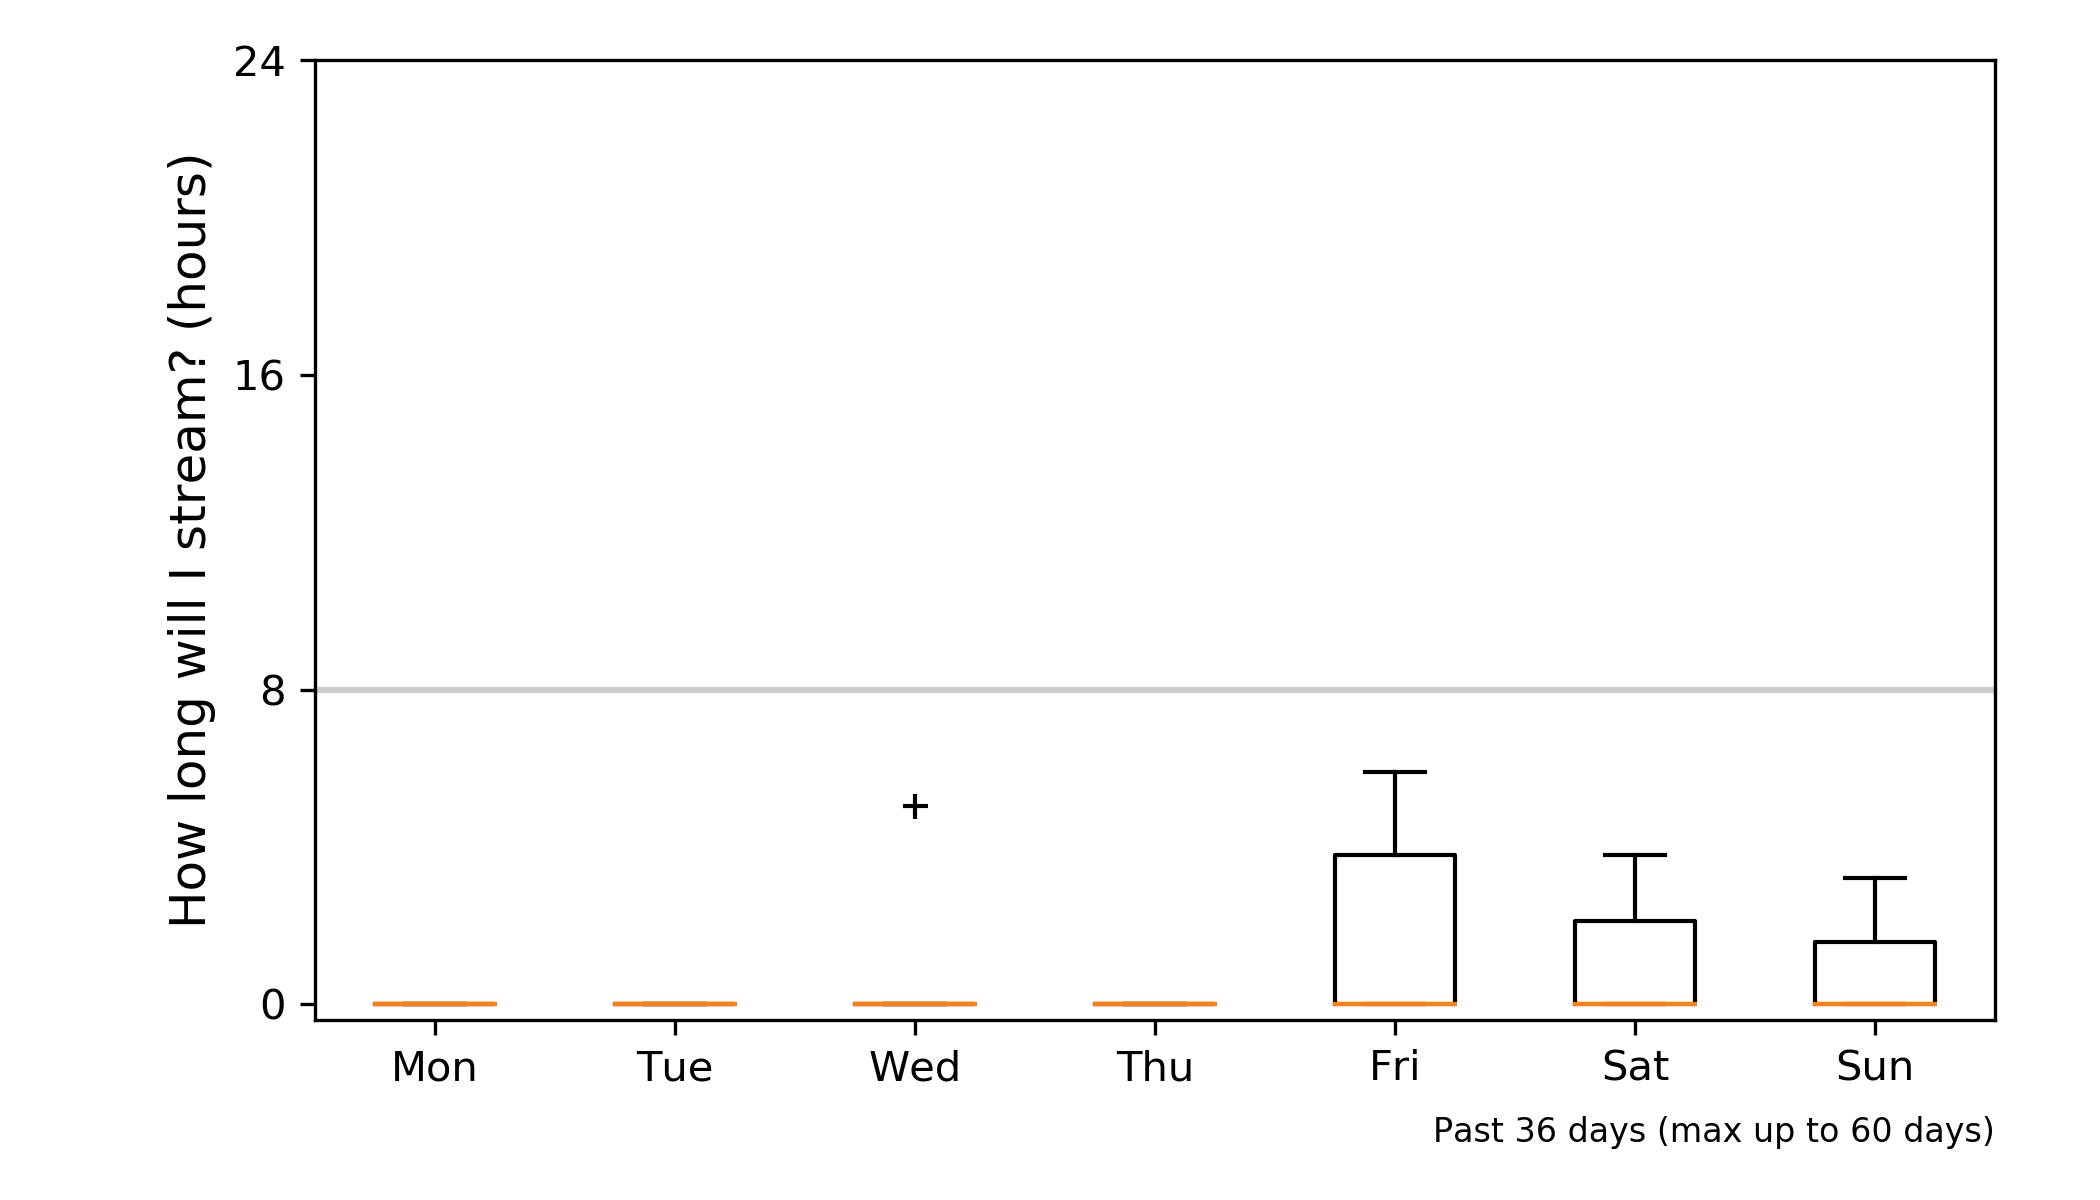 How long will I stream? (hours)
24
16
8
0
Mon Tue Wed Thu Fri Sat Sun
Past 36 days (max up to 60 days)